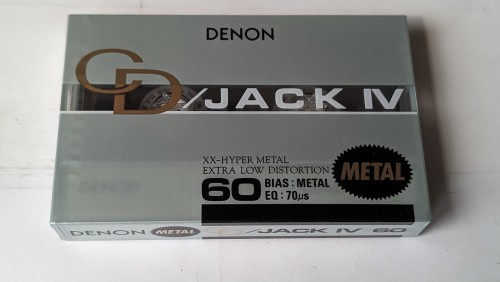 DENON
CD/JACK IV
XX-HYPER METAL
EXTRA LOW DISTORTION
60 BIAS : METAL
EQ : 70μs
METAL
DENON
DENON METAL CD/JACK IV 60